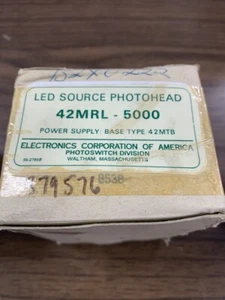 LED SOURCE PHOTOHEAD
42MRL - 5000
POWER SUPPLY: BASE TYPE 42MTB
ELECTRONICS CORPORATION OF AMERICA
PHOTOSWITCH DIVISION
WALTHAM, MASSACHUSETTS
8538
379576